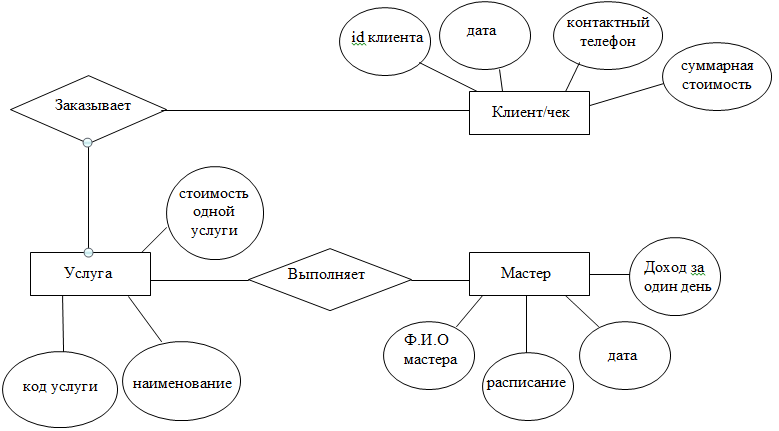 id клиента
дата
контактный
телефон
суммарная
стоимость
Заказывает
Клиент/чек
стоимость
одной
услуги
Услуга
Выполняет
Мастер
Доход за
один день
Ф.И.О
мастера
расписание
дата
код услуги
наименование